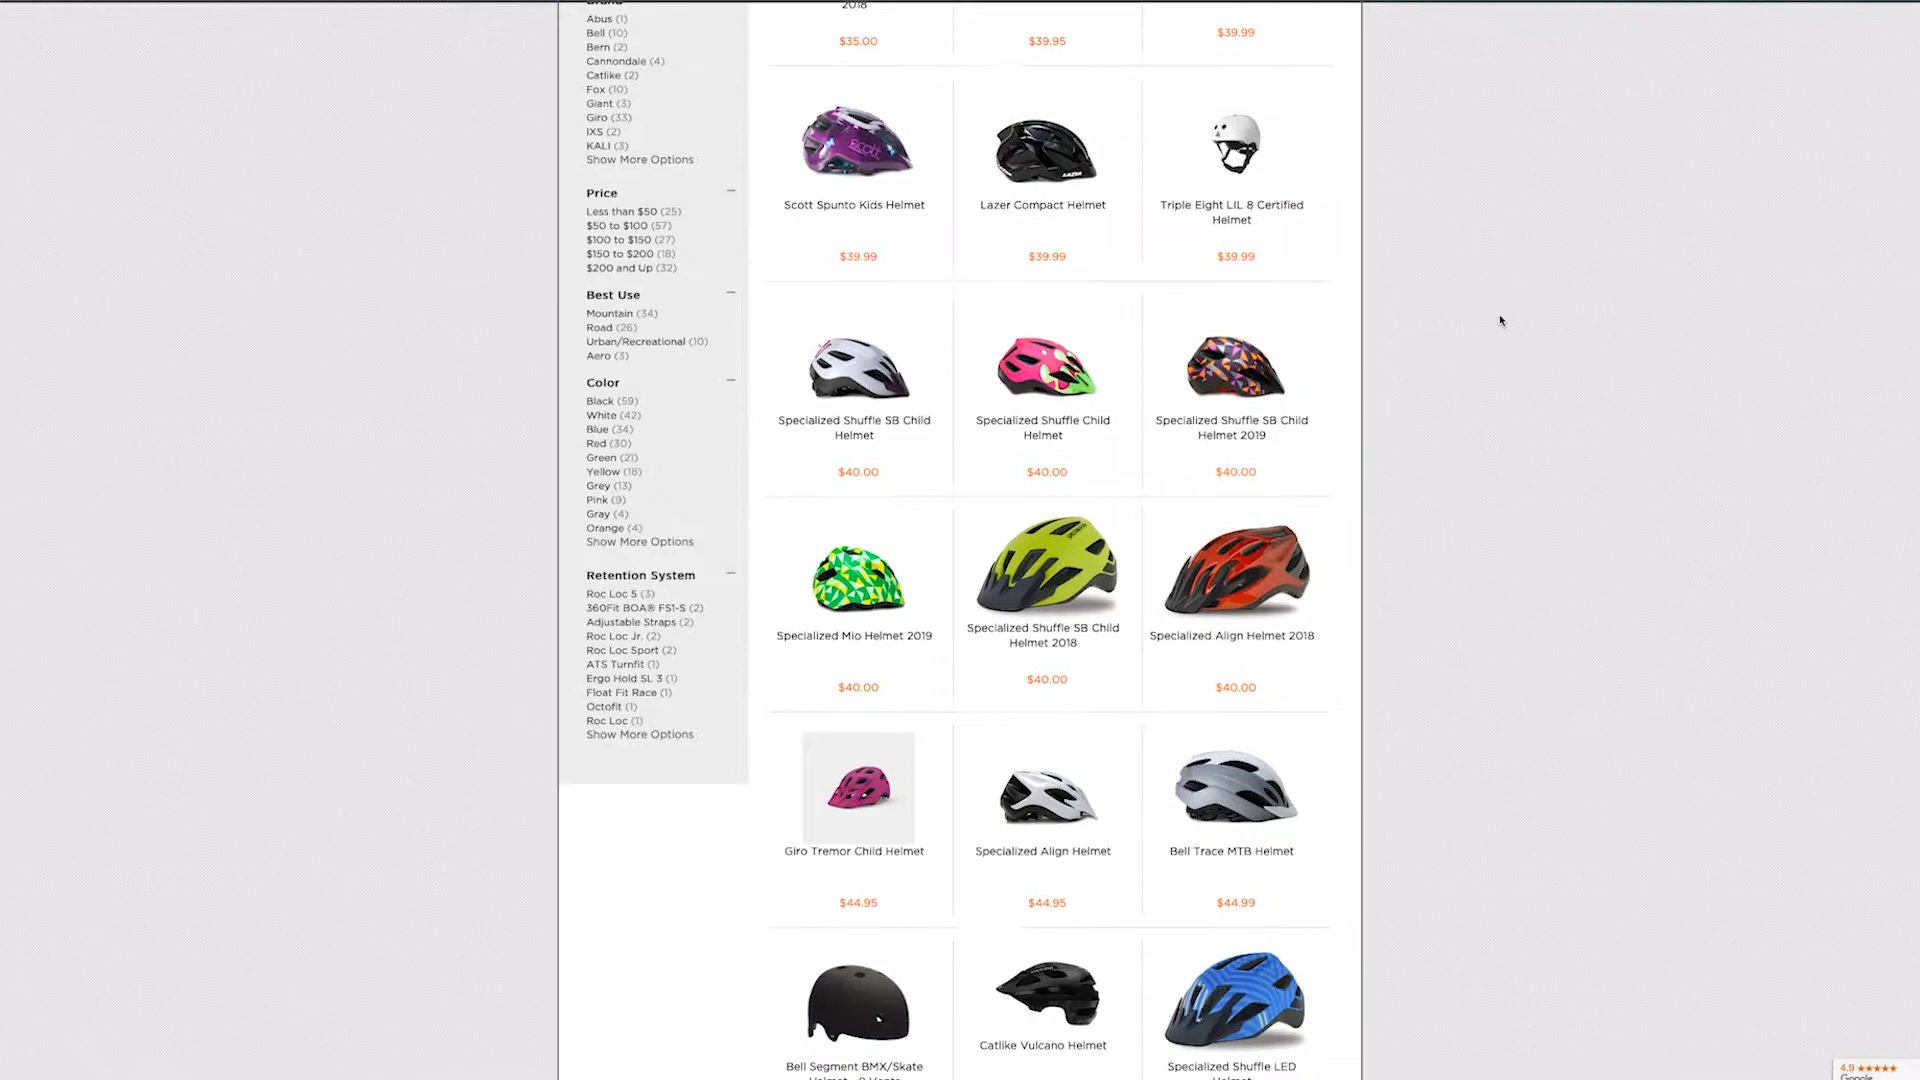 Brand
Abus (1)
Bell (10)
Bern (2)
Cannondale (4)
Catlike (2)
Fox (10)
Giant (3)
Giro (33)
IXS (2)
KALI (3)
Show More Options
Price
Less than $50 (25)
$50 to $100 (57)
$100 to $150 (27)
$150 to $200 (18)
$200 and Up (32)
Best Use
Mountain (34)
Road (26)
Urban/Recreational (10)
Aero (3)
Color
Black (59)
White (42)
Blue (34)
Red (30)
Green (21)
Yellow (18)
Grey (13)
Pink (9)
Gray (4)
Orange (4)
Show More Options
Retention System
Roc Loc 5 (3)
360Fit BOA® FS1-S (2)
Adjustable Straps (2)
Roc Loc Jr. (2)
Roc Loc Sport (2)
ATS Turnfit (1)
Ergo Hold SL 3 (1)
Float Fit Race (1)
Octofit (1)
Roc Loc (1)
Show More Options
2018
$35.00
$39.95
$39.99
scott
LAZER
Scott Spunto Kids Helmet
$39.99
Lazer Compact Helmet
$39.99
Triple Eight LIL 8 Certified
Helmet
$39.99
Specialized Shuffle SB Child
Helmet
$40.00
Specialized Shuffle Child
Helmet
$40.00
Specialized Shuffle SB Child
Helmet 2019
$40.00
Specialized Mio Helmet 2019
$40.00
Specialized Shuffle SB Child
Helmet 2018
$40.00
Specialized Align Helmet 2018
$40.00
Giro Tremor Child Helmet
$44.95
Specialized Align Helmet
$44.95
Bell Trace MTB Helmet
$44.99
Bell Segment BMX/Skate
Helmet - 8 Vents
Catlike Vulcano Helmet
Specialized Shuffle LED
Helmet
4.9 ★★★★★
Google